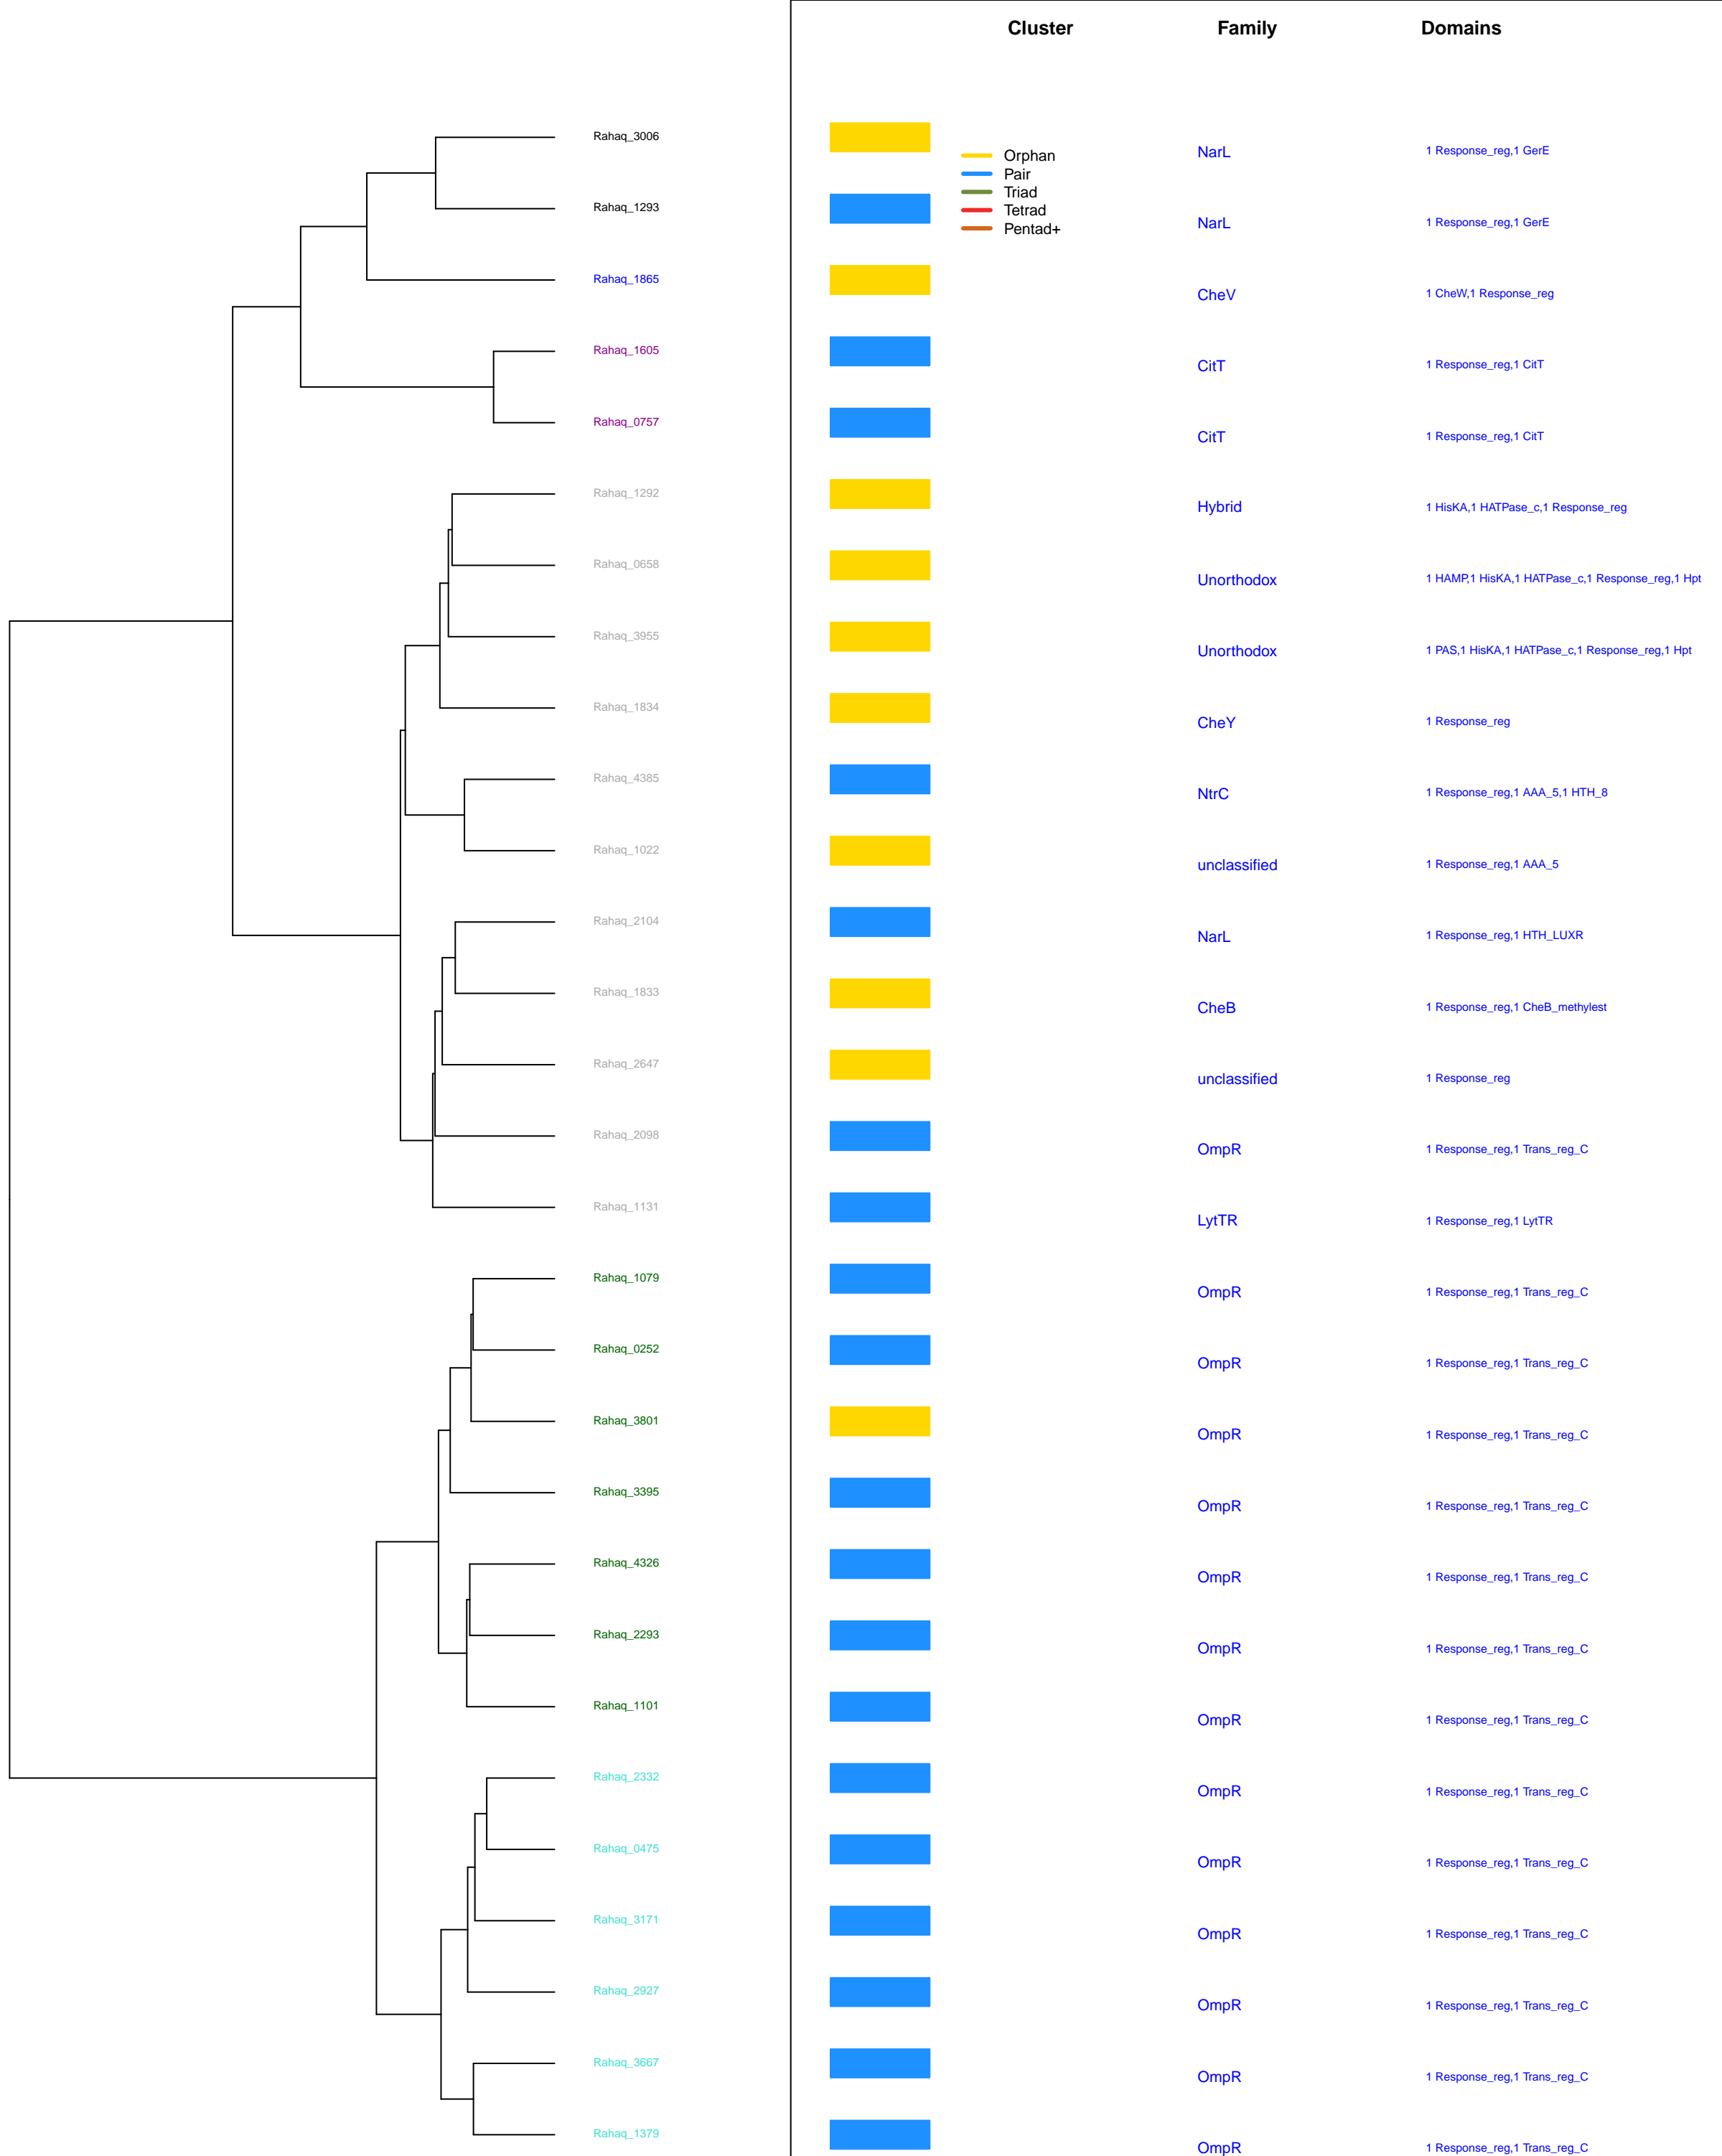 Cluster Family Domains
Rahaq_3006 NarL 1 Response_reg,1 GerE
Orphan
Pair
Triad
Tetrad
Pentad+
Rahaq_1293 NarL 1 Response_reg,1 GerE
Rahaq_1865 CheV 1 CheW,1 Response_reg
Rahaq_1605 CitT 1 Response_reg,1 CitT
Rahaq_0757 CitT 1 Response_reg,1 CitT
Rahaq_1292 Hybrid 1 HisKA,1 HATPase_c,1 Response_reg
Rahaq_0658 Unorthodox 1 HAMP,1 HisKA,1 HATPase_c,1 Response_reg,1 Hpt
Rahaq_3955 Unorthodox 1 PAS,1 HisKA,1 HATPase_c,1 Response_reg,1 Hpt
Rahaq_1834 CheY 1 Response_reg
Rahaq_4385 NtrC 1 Response_reg,1 AAA_5,1 HTH_8
Rahaq_1022 unclassified 1 Response_reg,1 AAA_5
Rahaq_2104 NarL 1 Response_reg,1 HTH_LUXR
Rahaq_1833 CheB 1 Response_reg,1 CheB_methylest
Rahaq_2647 unclassified 1 Response_reg
Rahaq_2098 OmpR 1 Response_reg,1 Trans_reg_C
Rahaq_1131 LytTR 1 Response_reg,1 LytTR
Rahaq_1079 OmpR 1 Response_reg,1 Trans_reg_C
Rahaq_0252 OmpR 1 Response_reg,1 Trans_reg_C
Rahaq_3801 OmpR 1 Response_reg,1 Trans_reg_C
Rahaq_3395 OmpR 1 Response_reg,1 Trans_reg_C
Rahaq_4326 OmpR 1 Response_reg,1 Trans_reg_C
Rahaq_2293 OmpR 1 Response_reg,1 Trans_reg_C
Rahaq_1101 OmpR 1 Response_reg,1 Trans_reg_C
Rahaq_2332 OmpR 1 Response_reg,1 Trans_reg_C
Rahaq_0475 OmpR 1 Response_reg,1 Trans_reg_C
Rahaq_3171 OmpR 1 Response_reg,1 Trans_reg_C
Rahaq_2927 OmpR 1 Response_reg,1 Trans_reg_C
Rahaq_3667 OmpR 1 Response_reg,1 Trans_reg_C
Rahaq_1379 OmpR 1 Response_reg,1 Trans_reg_C